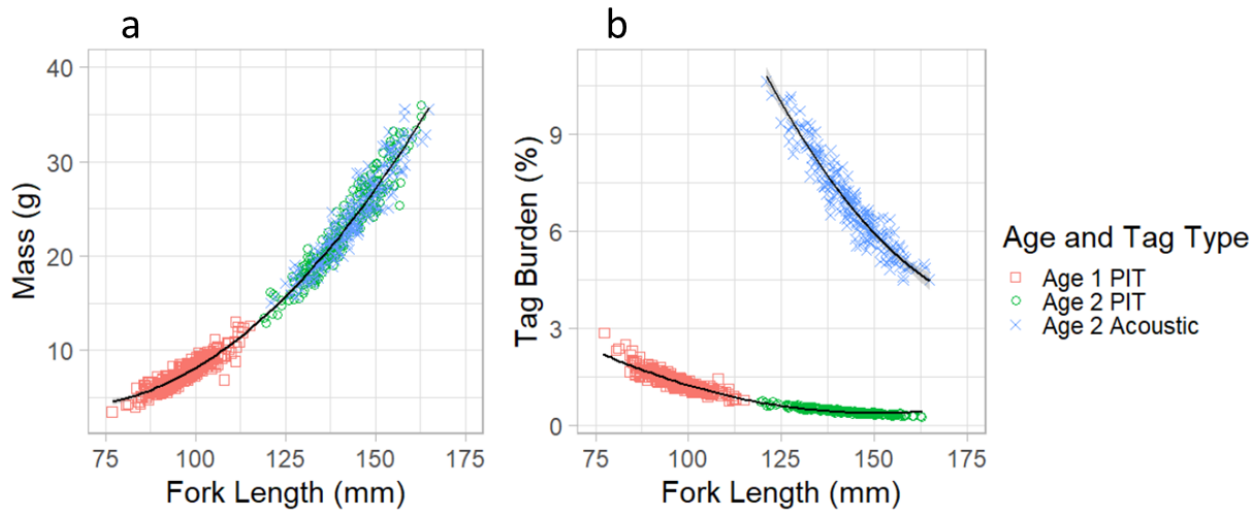 a
b
Mass (g)
40
30
20
10
75 100 125 150 175
Fork Length (mm)
Tag Burden (%)
9
6
3
0
75 100 125 150 175
Fork Length (mm)
Age and Tag Type
Age 1 PIT
Age 2 PIT
Age 2 Acoustic